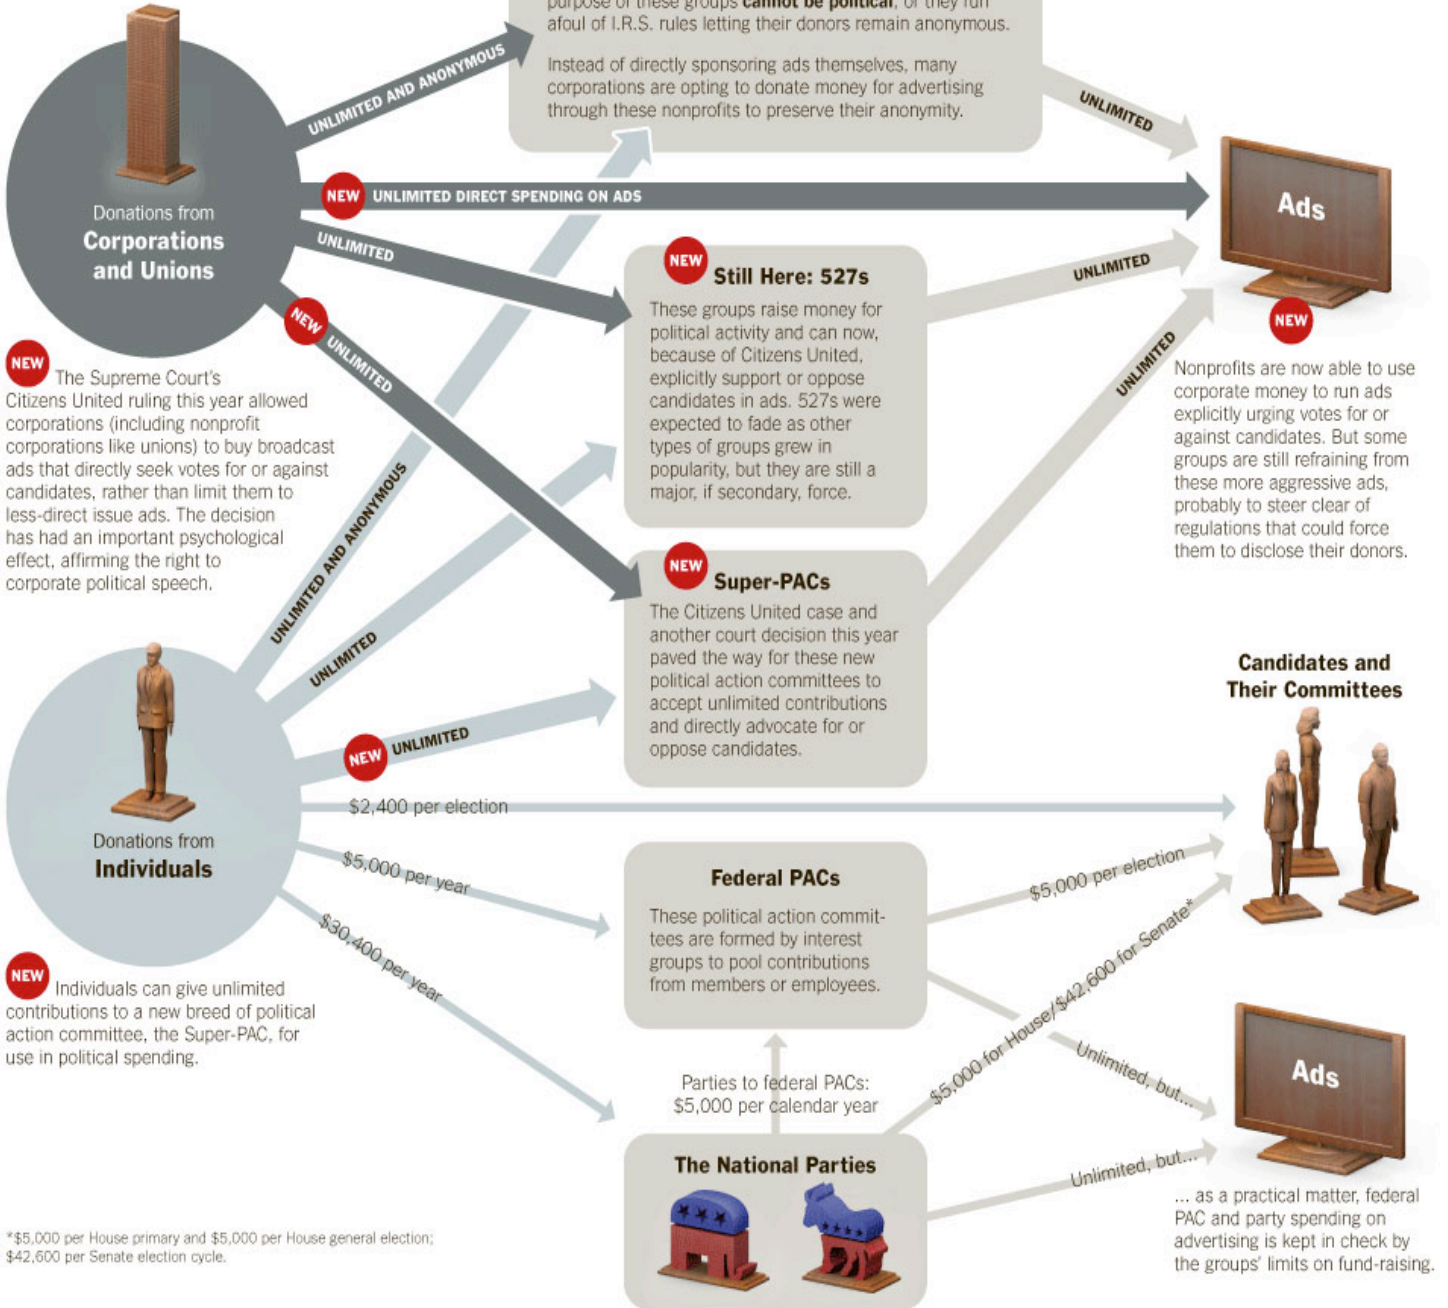 purpose of these groups cannot be political, or they run
afoul of I.R.S. rules letting their donors remain anonymous.
Instead of directly sponsoring ads themselves, many
corporations are opting to donate money for advertising
through these nonprofits to preserve their anonymity.
UNLIMITED AND ANONYMOUS
UNLIMITED
NEW UNLIMITED DIRECT SPENDING ON ADS
Ads
Donations from
Corporations
and Unions
UNLIMITED
NEW UNLIMITED
NEW
Still Here: 527s
These groups raise money for
political activity and can now,
because of Citizens United,
explicitly support or oppose
candidates in ads. 527s were
expected to fade as other
types of groups grew in
popularity, but they are still a
major, if secondary, force.
UNLIMITED
UNLIMITED
NEW
Nonprofits are now able to use
corporate money to run ads
explicitly urging votes for or
against candidates. But some
groups are still refraining from
these more aggressive ads,
probably to steer clear of
regulations that could force
them to disclose their donors.
NEW The Supreme Court's
Citizens United ruling this year allowed
corporations (including nonprofit
corporations like unions) to buy broadcast
ads that directly seek votes for or against
candidates, rather than limit them to
less-direct issue ads. The decision
has had an important psychological
effect, affirming the right to
corporate political speech.
UNLIMITED AND ANONYMOUS
UNLIMITED
NEW
Super-PACs
The Citizens United case and
another court decision this year
paved the way for these new
political action committees to
accept unlimited contributions
and directly advocate for or
oppose candidates.
NEW UNLIMITED
Candidates and
Their Committees
$2,400 per election
Donations from
Individuals
$5,000 per year
$30,400 per year
Federal PACs
These political action commit-
tees are formed by interest
groups to pool contributions
from members or employees.
$5,000 per election
$5,000 for House/$42,600 for Senate*
Unlimited, but...
Ads
NEW Individuals can give unlimited
contributions to a new breed of political
action committee, the Super-PAC, for
use in political spending.
Parties to federal PACs:
$5,000 per calendar year
The National Parties
Unlimited, but...
... as a practical matter, federal
PAC and party spending on
advertising is kept in check by
the groups' limits on fund-raising.
*$5,000 per House primary and $5,000 per House general election;
$42,600 per Senate election cycle.